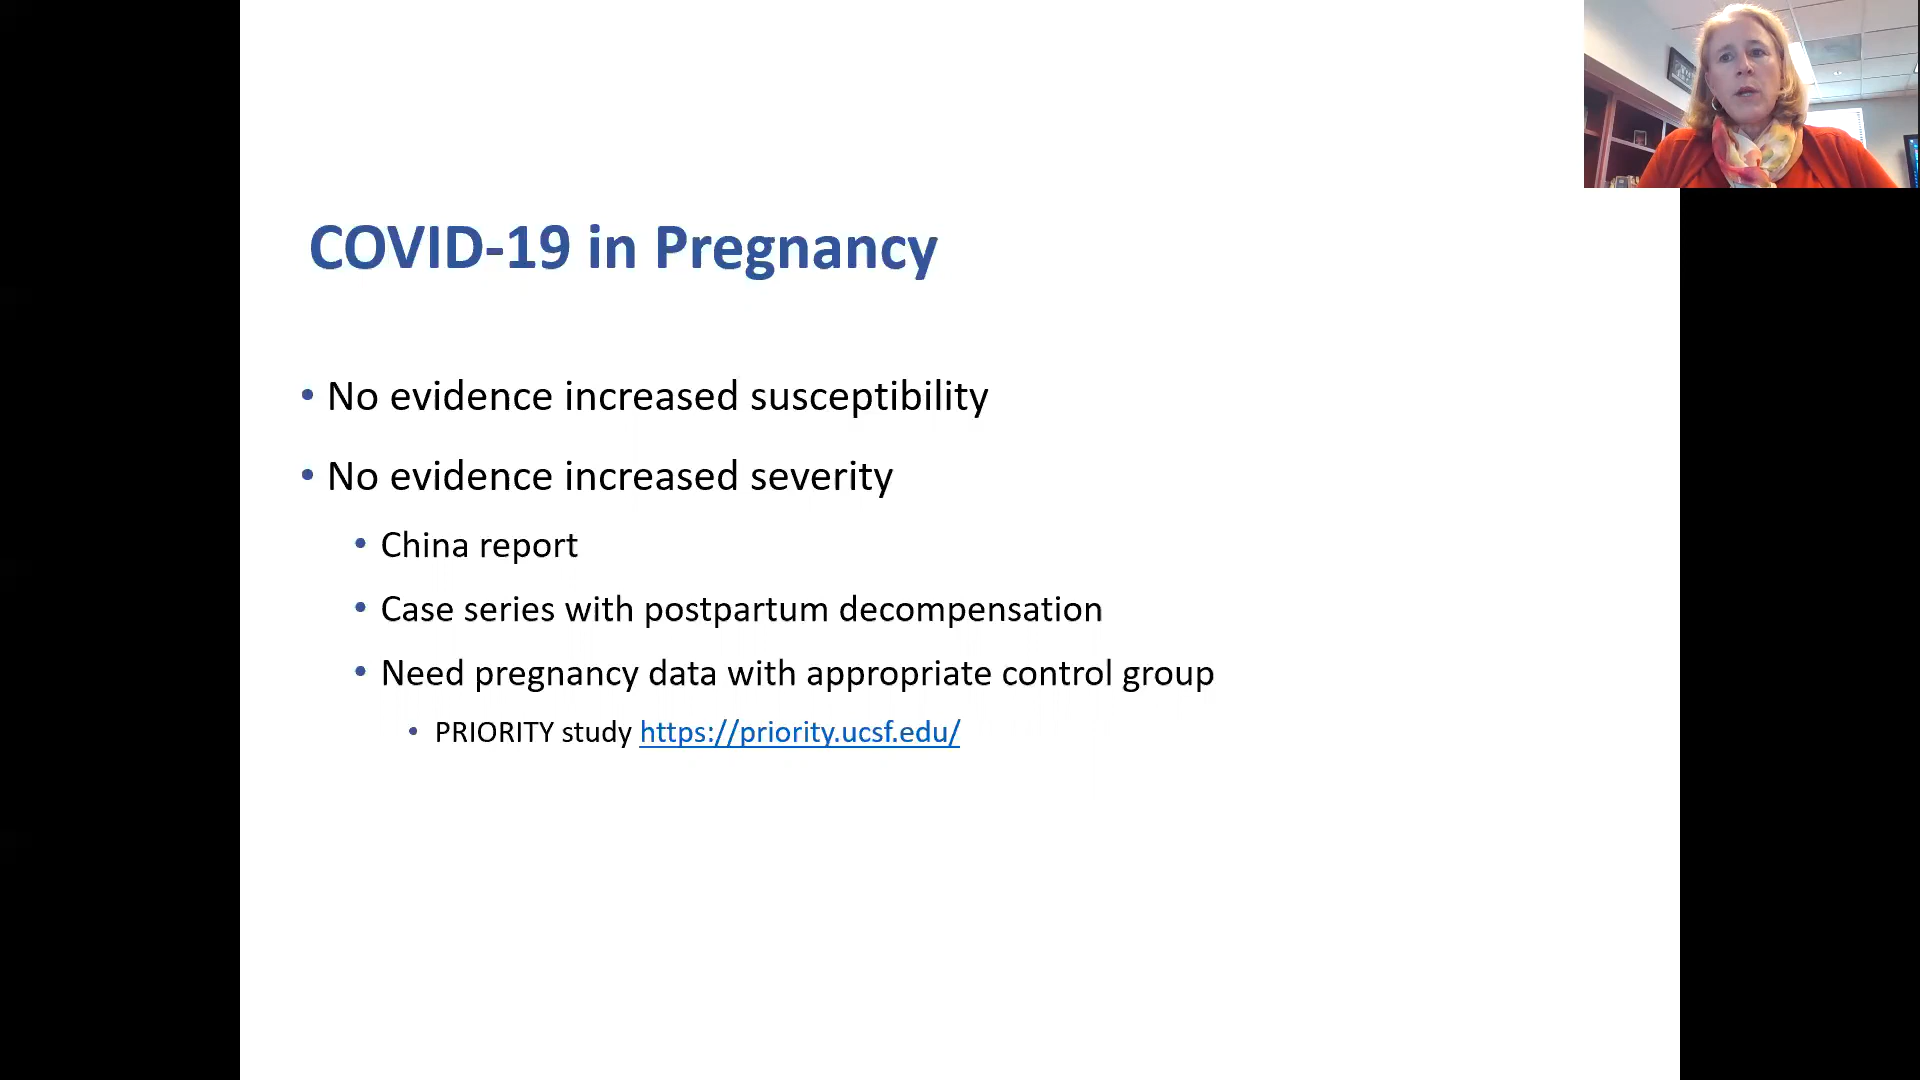 COVID-19 in Pregnancy
• No evidence increased susceptibility
• No evidence increased severity
• China report
• Case series with postpartum decompensation
• Need pregnancy data with appropriate control group
• PRIORITY study https://priority.ucsf.edu/